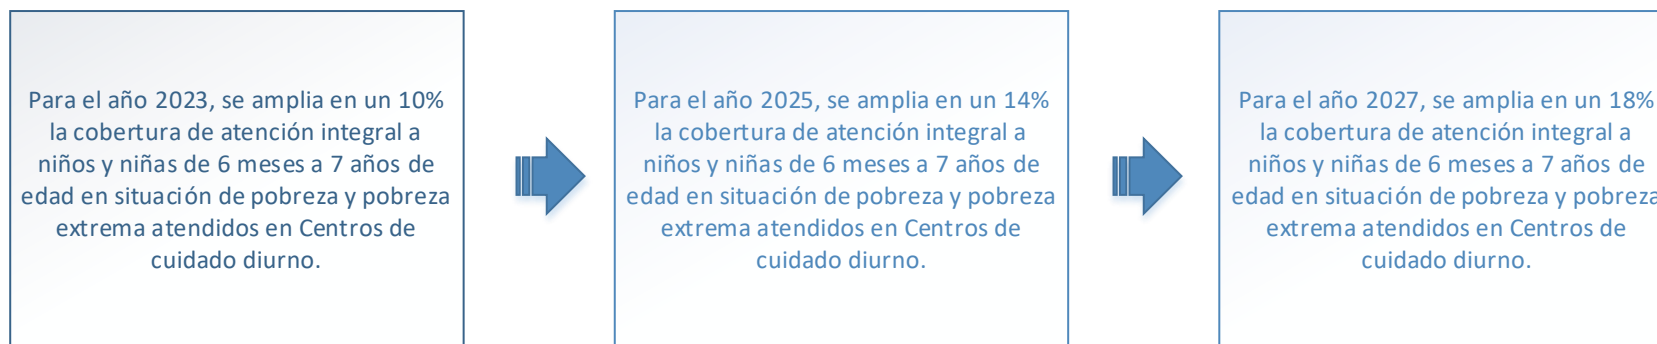 Para el año 2023, se amplia en un 10%
la cobertura de atención integral a
niños y niñas de 6 meses a 7 años de
edad en situación de pobreza y pobreza
extrema atendidos en Centros de
cuidado diurno.
Para el año 2025, se amplia en un 14%
la cobertura de atención integral a
niños y niñas de 6 meses a 7 años de
edad en situación de pobreza y pobreza
extrema atendidos en Centros de
cuidado diurno.
Para el año 2027, se amplia en un 18%
la cobertura de atención integral a
niños y niñas de 6 meses a 7 años de
edad en situación de pobreza y pobreza
extrema atendidos en Centros de
cuidado diurno.